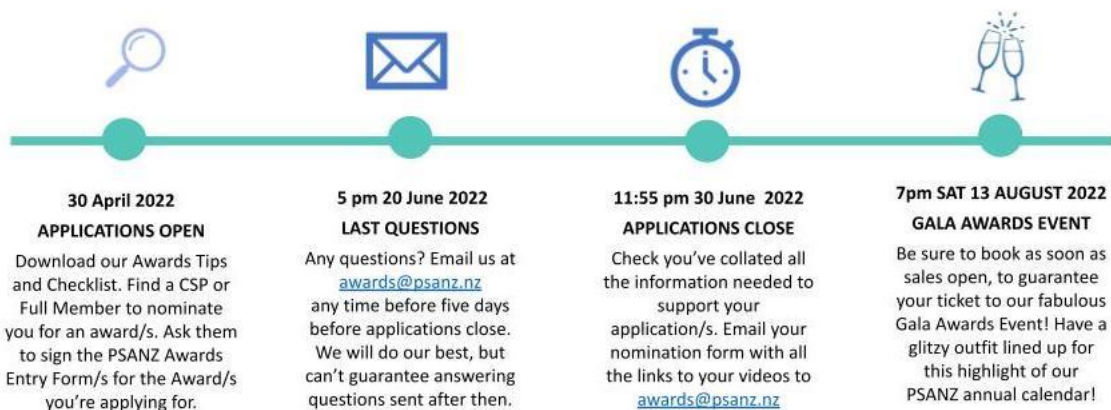 30 April 2022
APPLICATIONS OPEN
Download our Awards Tips
and Checklist. Find a CSP or
Full Member to nominate
you for an award/s. Ask them
to sign the PSANZ Awards
Entry Form/s for the Award/s
you're applying for.
5 pm 20 June 2022
LAST QUESTIONS
Any questions? Email us at
awards@psanz.nz
any time before five days
before applications close.
We will do our best, but
can't guarantee answering
questions sent after then.
11:55 pm 30 June  2022
APPLICATIONS CLOSE
Check you've collated all
the information needed to
support your
application/s. Email your
nomination form with all
the links to your videos to
awards@psanz.nz
7pm SAT 13 AUGUST 2022
GALA AWARDS EVENT
Be sure to book as soon as
sales open, to guarantee
your ticket to our fabulous
Gala Awards Event! Have a
glitzy outfit lined up for
this highlight of our
PSANZ annual calendar!